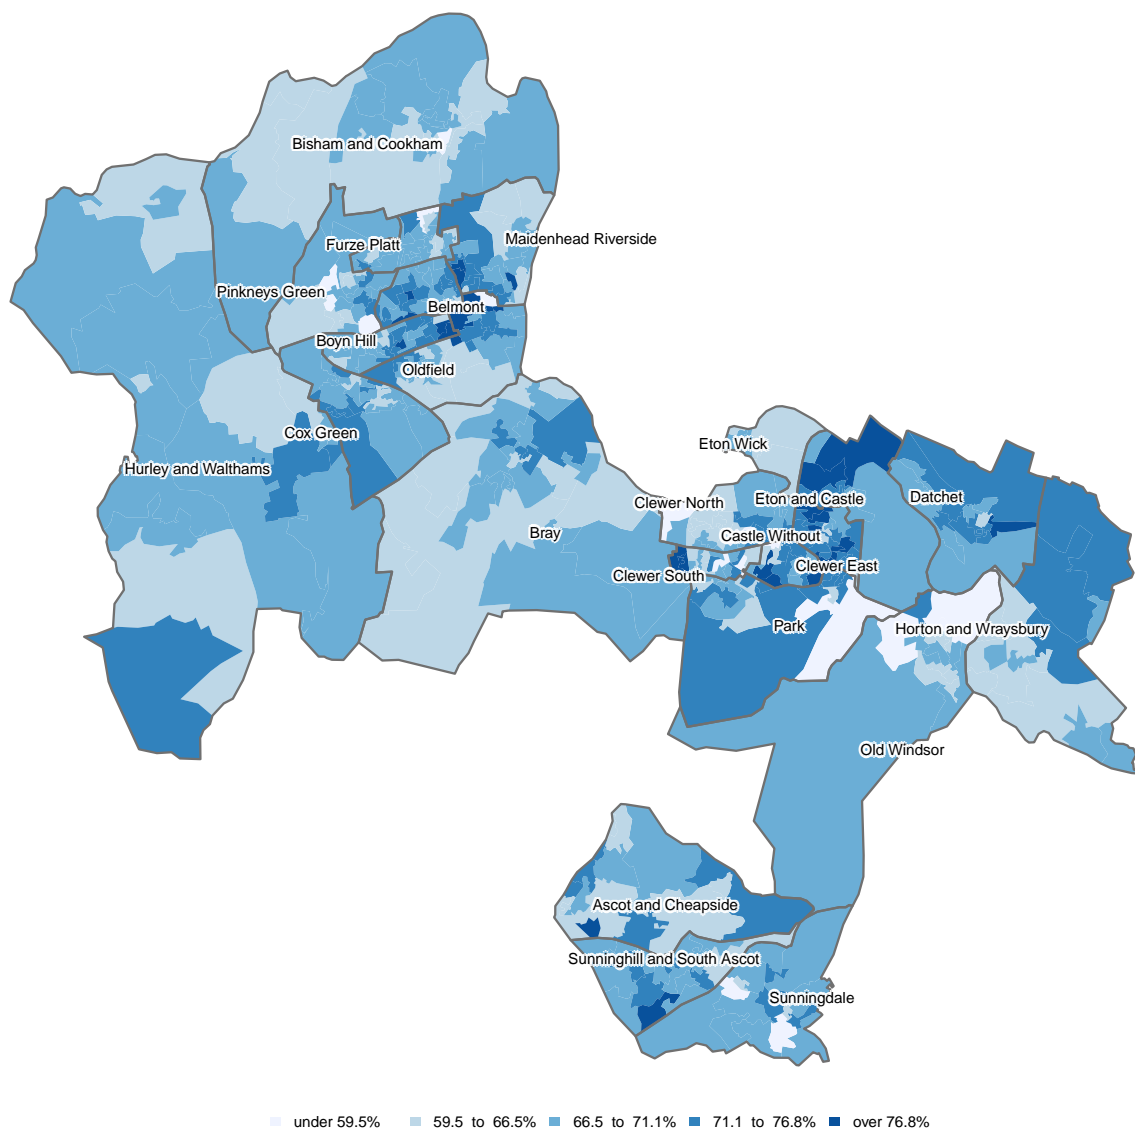 Bisham and Cookham
Furze Platt
Maidenhead Riverside
Pinkneys Green
Belmont
Boyn Hill
Oldfield
Cox Green
Eton Wick
Hurley and Walthams
Clewer North
Eton and Castle
Datchet
Bray
Castle Without
Clewer South
Clewer East
Park
Horton and Wraysbury
Old Windsor
Ascot and Cheapside
Sunninghill and South Ascot
Sunningdale
under 59.5% 59.5 to 66.5% 66.5 to 71.1% 71.1 to 76.8% over 76.8%